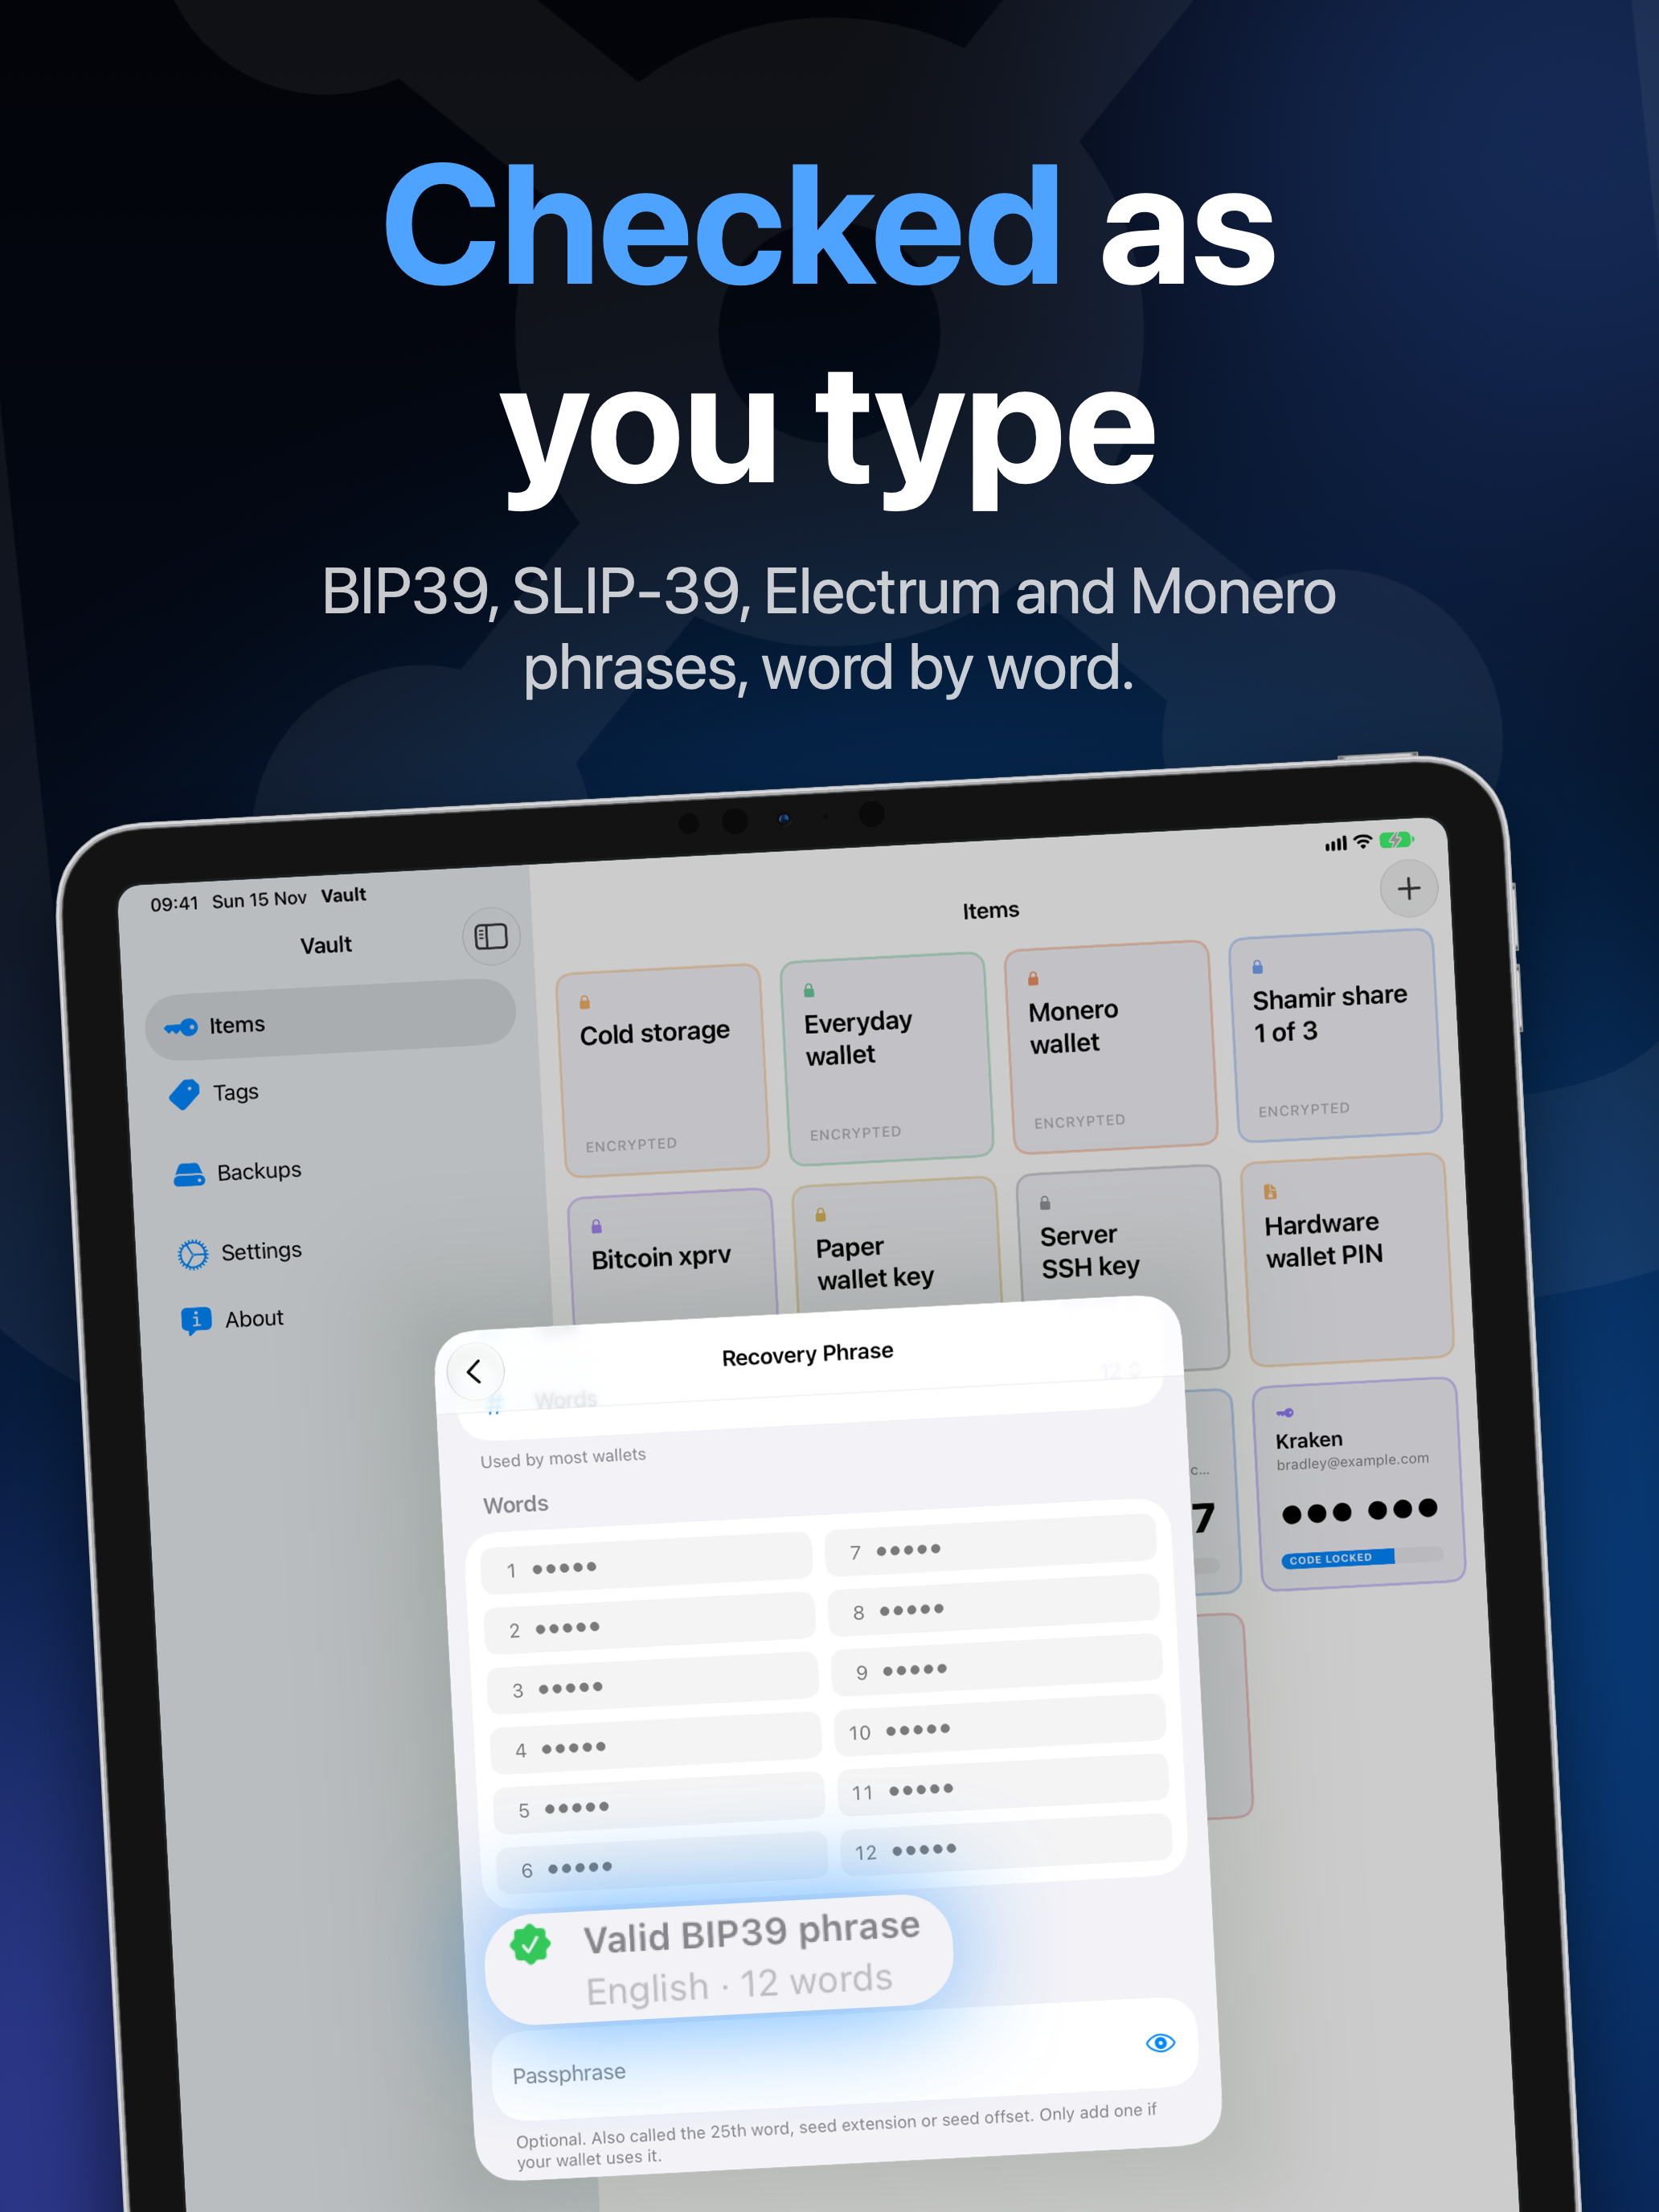 Checked as
you type
BIP39, SLIP-39, Electrum and Monero
phrases, word by word.
09:41 Sun 15 Nov Vault
Vault
Items
Tags
Backups
Settings
About
Items
Cold storage
ENCRYPTED
Everyday
wallet
ENCRYPTED
Monero
wallet
ENCRYPTED
Shamir share
1 of 3
ENCRYPTED
Bitcoin xprv
Paper
wallet key
Server
SSH key
Hardware
wallet PIN
c...
7
Kraken
bradley@example.com
CODE LOCKED
Recovery Phrase
# Words 12
Used by most wallets
Words
1 •••••
2 •••••
3 •••••
4 •••••
5 •••••
6 •••••
7 •••••
8 •••••
9 •••••
10 •••••
11 •••••
12 •••••
Valid BIP39 phrase
English · 12 words
Passphrase
Optional. Also called the 25th word, seed extension or seed offset. Only add one if
your wallet uses it.